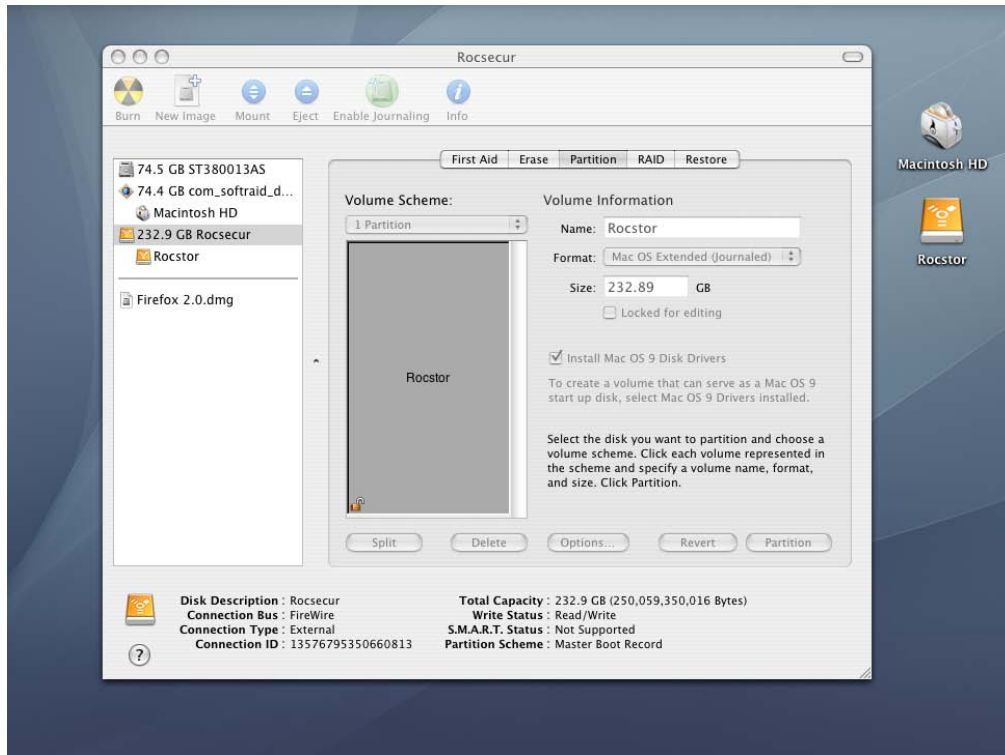 Rocsecur
Burn New Image Mount Eject Enable Journaling Info
First Aid Erase Partition RAID Restore
74.5 GB ST380013AS
74.4 GB com_softraid_d...
Macintosh HD
232.9 GB Rocsecur
Rocstor
Firefox 2.0.dmg
Volume Scheme:
1 Partition
Rocstor
Volume Information
Name: Rocstor
Format: Mac OS Extended (Journaled)
Size: 232.89 GB
Locked for editing
Install Mac OS 9 Disk Drivers
To create a volume that can serve as a Mac OS 9
start up disk, select Mac OS 9 Drivers installed.
Select the disk you want to partition and choose a
volume scheme. Click each volume represented in
the scheme and specify a volume name, format,
and size. Click Partition.
Split Delete Options... Revert Partition
Disk Description : Rocsecur
Connection Bus : FireWire
Connection Type : External
Connection ID : 13576795350660813
Total Capacity : 232.9 GB (250,059,350,016 Bytes)
Write Status : Read/Write
S.M.A.R.T. Status : Not Supported
Partition Scheme : Master Boot Record
?
Macintosh HD
Rocstor